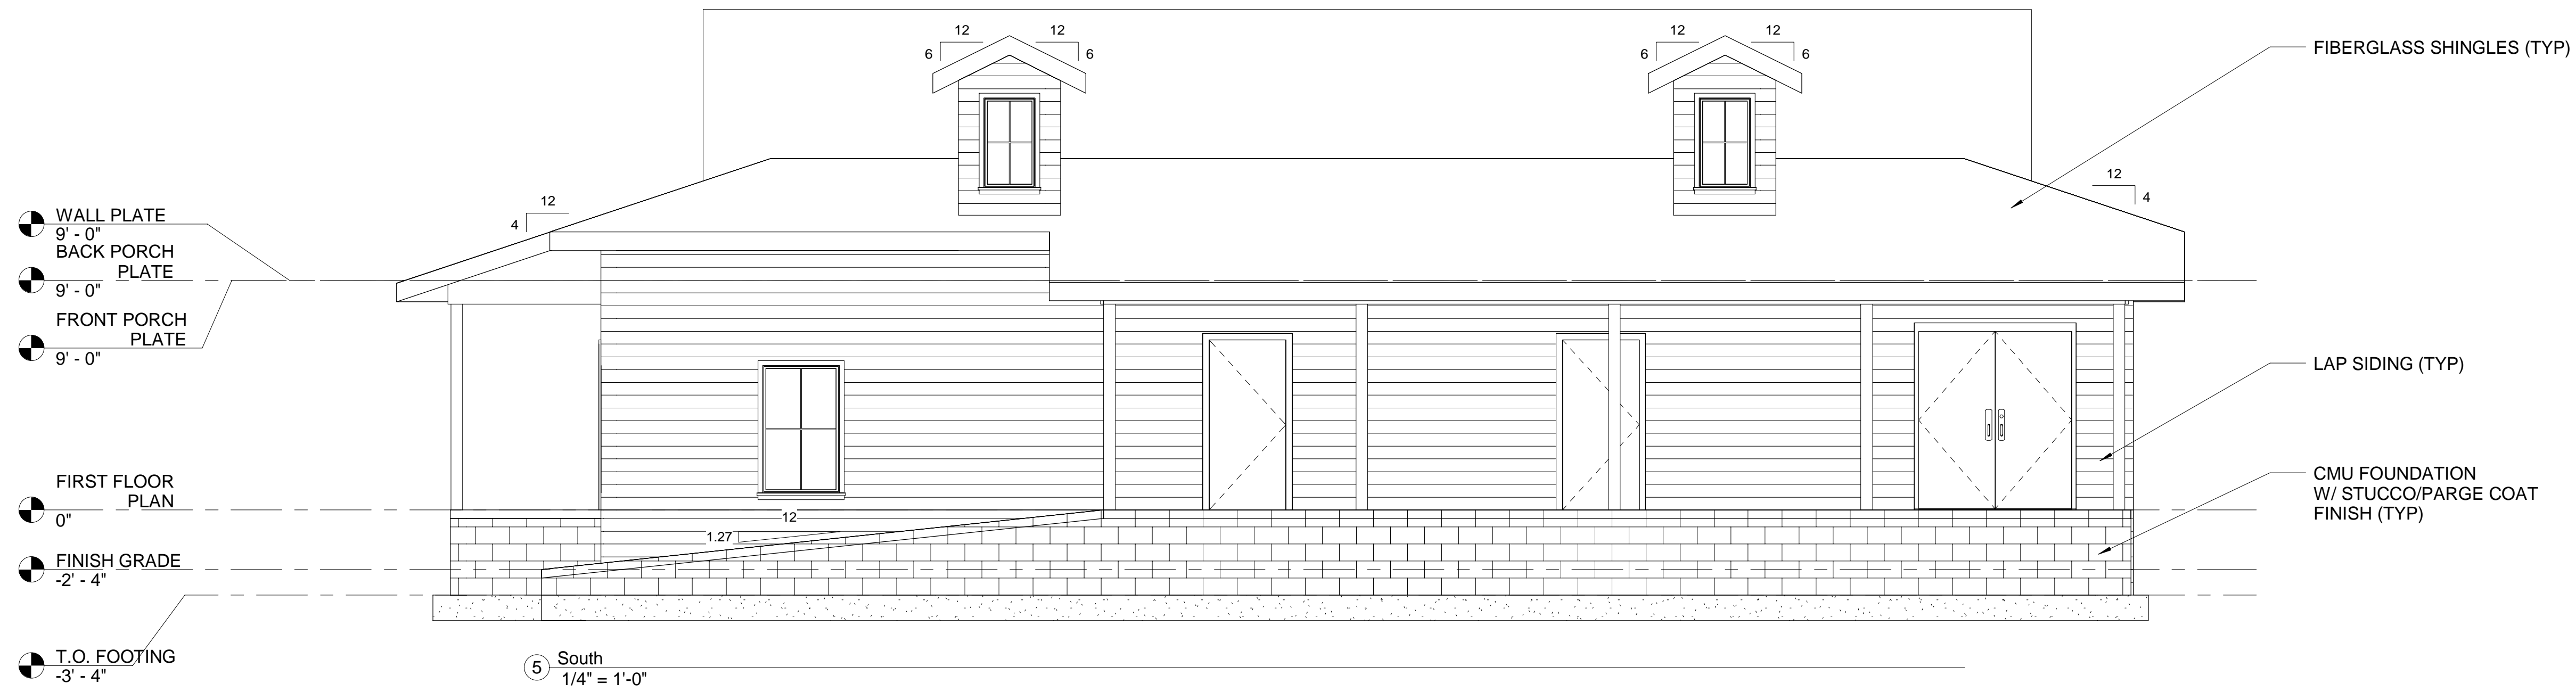 12
12
6
6
12
12
6
6
FIBERGLASS SHINGLES (TYP)
12
4
12
4
WALL PLATE
9' - 0"
BACK PORCH
PLATE
9' - 0"
FRONT PORCH
PLATE
9' - 0"
LAP SIDING (TYP)
CMU FOUNDATION
W/ STUCCO/PARGE COAT
FINISH (TYP)
FIRST FLOOR
PLAN
0"
12
1.27
FINISH GRADE
-2' - 4"
T.O. FOOTING
-3' - 4"
5
South
1/4" = 1'-0"